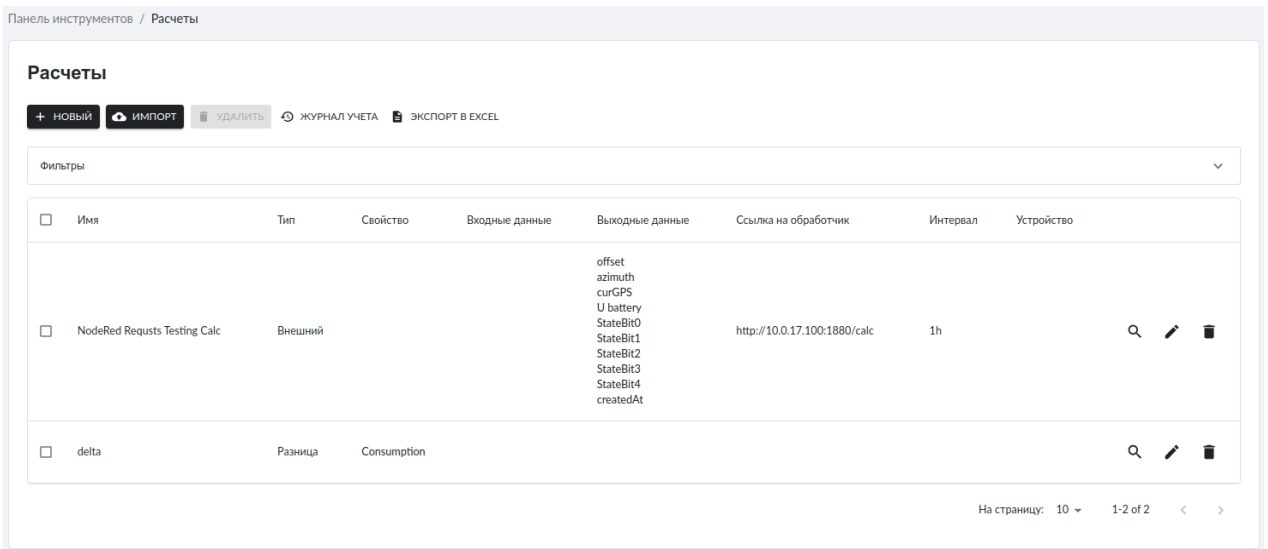 Панель инструментов / Расчеты
Расчеты
+ НОВЫЙ ИМПОРТ УДАЛИТЬ ЖУРНАЛ УЧЕТА ЭКСПОРТ В EXCEL
Фильтры
Имя Тип Свойство Входные данные Выходные данные Ссылка на обработчик Интервал Устройство
offset
azimuth
curGPS
U battery
StateBit0
NodeRed Requsts Testing Calc Внешний http://10.0.17.100:1880/calc 1h
StateBit1
StateBit2
StateBit3
StateBit4
createdAt
delta Разница Consumption
На страницу: 10 1-2 of 2